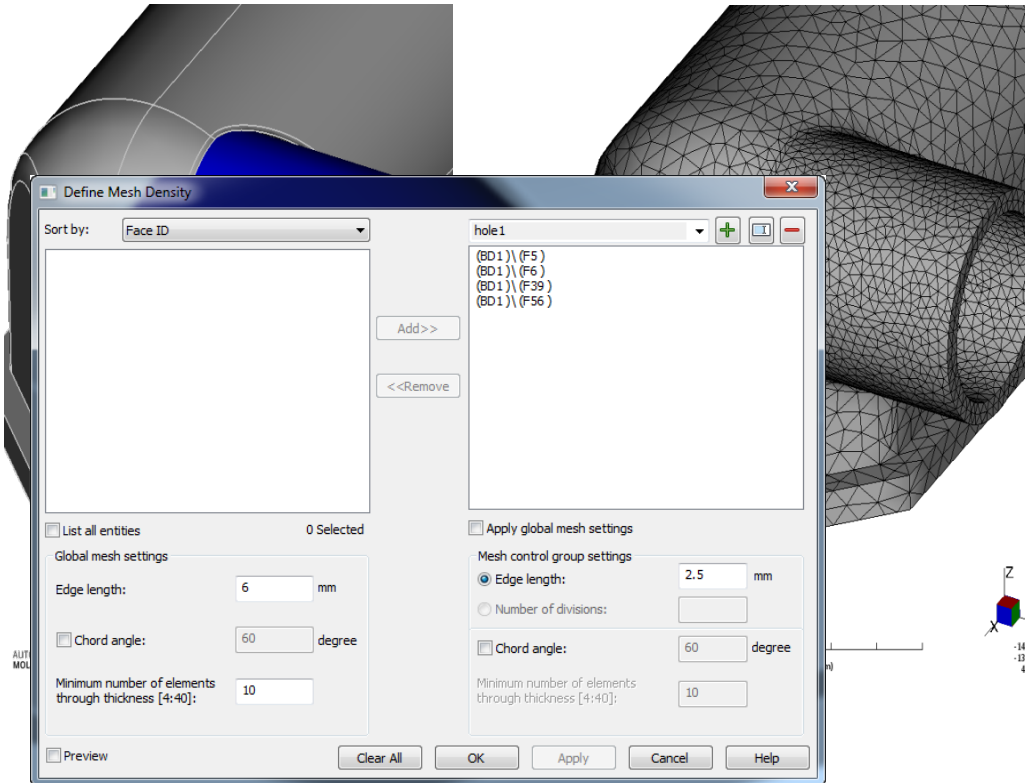 Define Mesh Density
Sort by:
Face ID
hole1
(BD1)\(F5)
(BD1)\(F6)
(BD1)\(F39)
(BD1)\(F56)
Add>>
<<Remove
List all entities
0 Selected
Apply global mesh settings
Global mesh settings
Edge length:
6
mm
Chord angle:
60
degree
Minimum number of elements
through thickness [4:40]:
10
Mesh control group settings
Edge length:
2.5
mm
Number of divisions:
Chord angle:
60
degree
Minimum number of elements
through thickness [4:40]:
10
Preview
Clear All
OK
Apply
Cancel
Help
Z
X